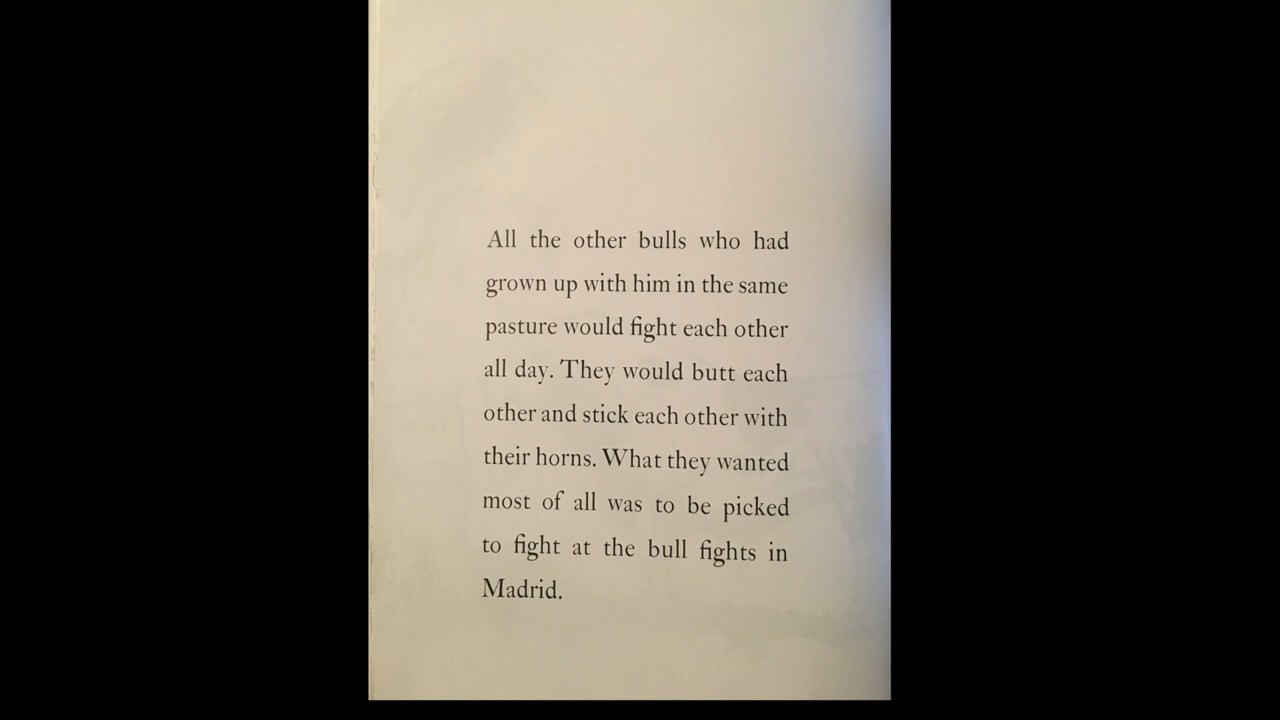 All the other bulls who had
grown up with him in the same
pasture would fight each other
all day. They would butt each
other and stick each other with
their horns. What they wanted
most of all was to be picked
to fight at the bull fights in
Madrid.